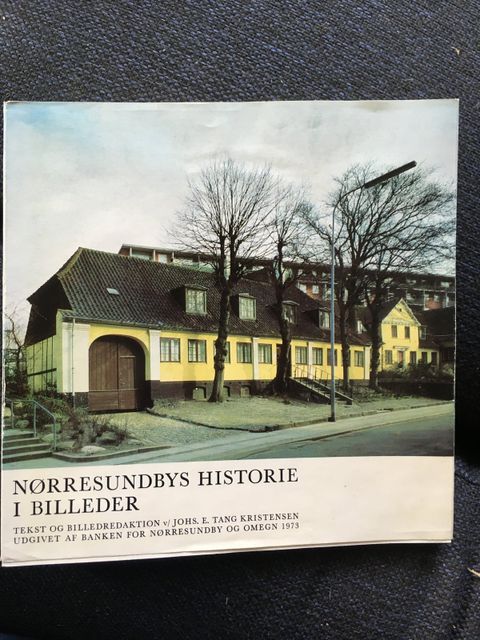 NØRRESUNDBYS HISTORIE
I BILLEDER
TEKST OG BILLEDREDAKTION v/ JOHS. E. TANG KRISTENSEN
UDGIVET AF BANKEN FOR NØRRESUNDBY OG OMEGN 1973